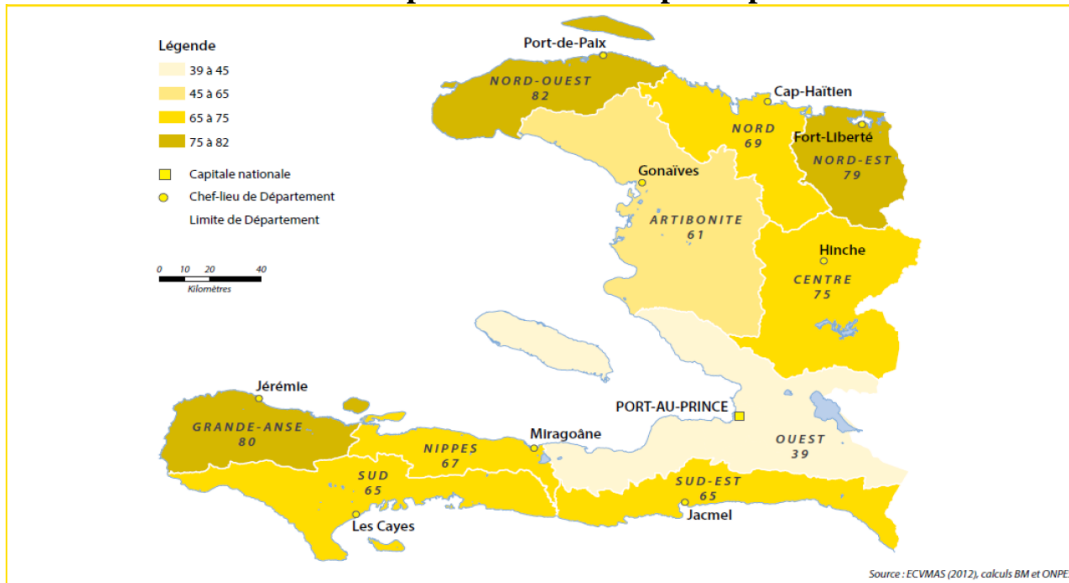 Légende
39 à 45
45 à 65
65 à 75
75 à 82
Capitale nationale
Chef-lieu de Département
Limite de Département
0 10 20 40
Kilomètres
Port-de-Paix
NORD-OUEST
82
Cap-Haïtien
NORD
69
Fort-Liberté
NORD-EST
79
Gonaïves
ARTIBONITE
61
Hinche
CENTRE
75
Jérémie
GRANDE-ANSE
80
PORT-AU-PRINCE
Miragoâne
OUEST
39
NIPPES
67
SUD
65
SUD-EST
65
Les Cayes
Jacmel
Source : ECVMAS (2012), calculs BM et ONPE